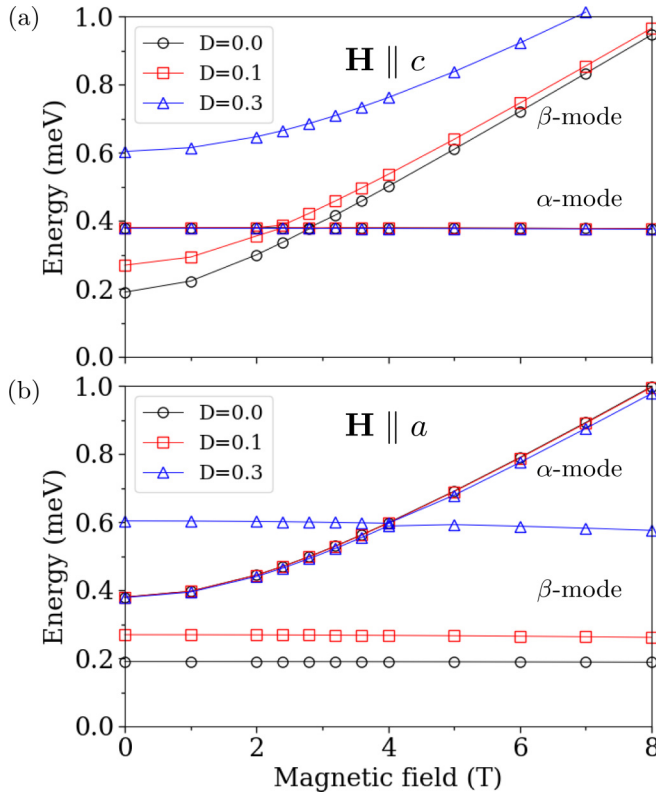 (a)
1.0
0.8
0.6
0.4
0.2
0.0
Energy (meV)
D=0.0
D=0.1
D=0.3
H ∥ c
β-mode
α-mode
(b)
1.0
0.8
0.6
0.4
0.2
0.0
Energy (meV)
D=0.0
D=0.1
D=0.3
H ∥ a
α-mode
β-mode
0 2 4 6 8
Magnetic field (T)